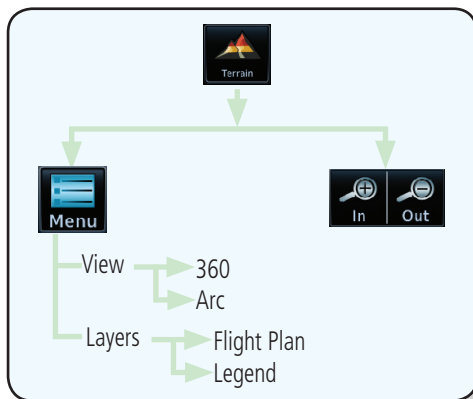 Terrain
Menu
In Out
View
360
Arc
Layers
Flight Plan
Legend